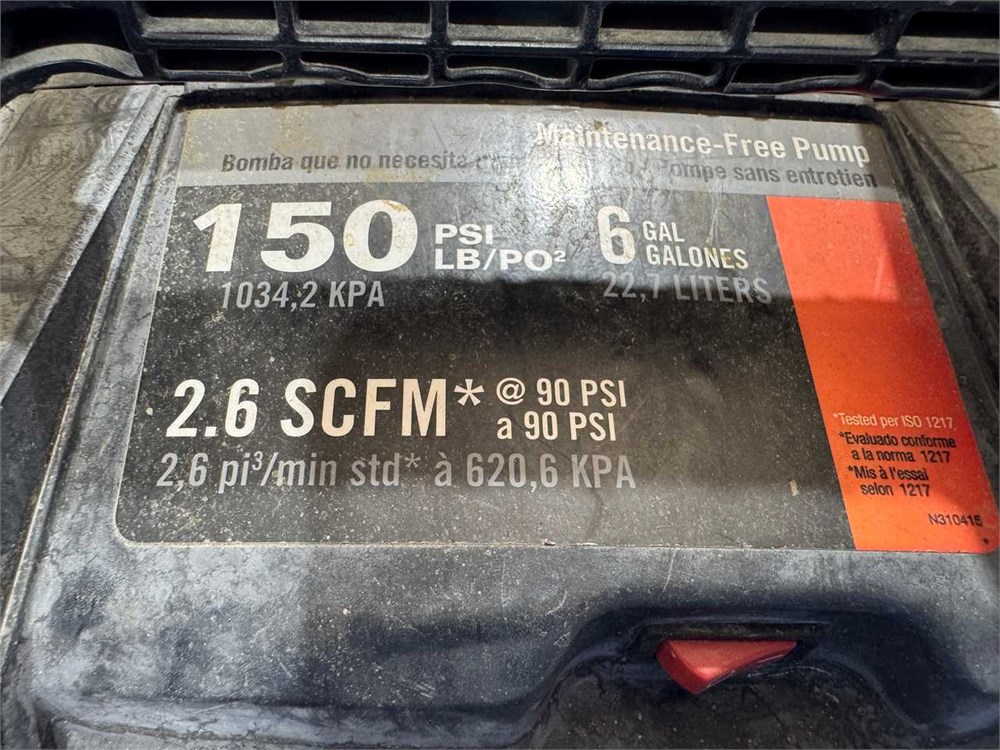 Maintenance-Free Pump
Bomba que no necesita
Pompe sans entretien
150 PSI
LB/PO²
1034,2 KPA
6 GAL
GALONES
22,7 LITERS
2.6 SCFM* @ 90 PSI
a 90 PSI
2,6 pi³/min std* à 620,6 KPA
*Tested per ISO 1217
*Evaluado conforme
a la norma 1217
*Mis à l'essai
selon 1217
N310415